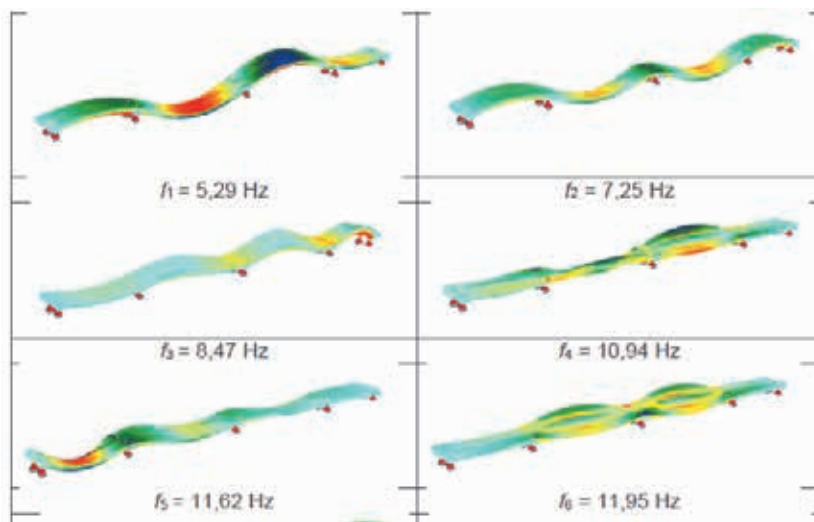 f1 = 5,29 Hz
f2 = 7,25 Hz
f3 = 8,47 Hz
f4 = 10,94 Hz
f5 = 11,62 Hz
f6 = 11,95 Hz